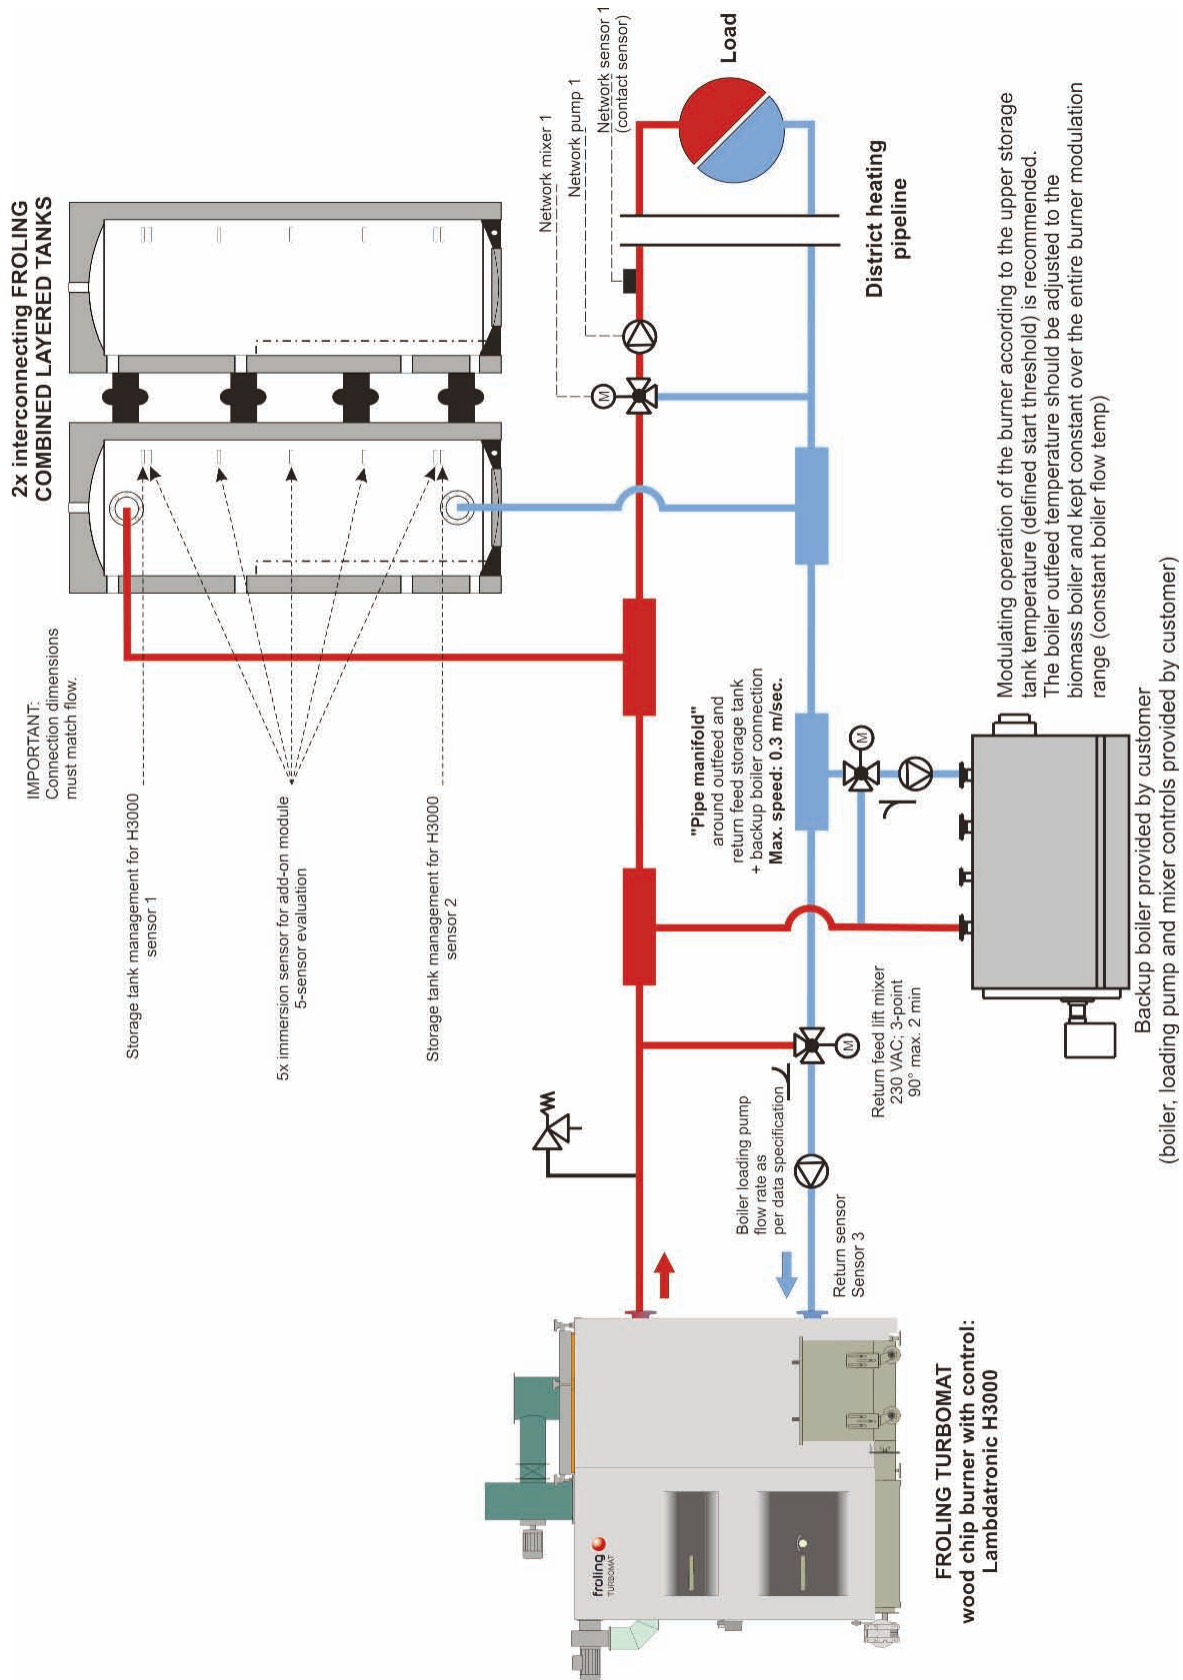 2x interconnecting FROLING
COMBINED LAYERED TANKS
IMPORTANT:
Connection dimensions
must match flow.
Storage tank management for H3000
sensor 1
5x immersion sensor for add-on module
5-sensor evaluation
Storage tank management for H3000
sensor 2
Network mixer 1
Network pump 1
Network sensor 1
(contact sensor)
Load
M
District heating
pipeline
"Pipe manifold"
around outfeed and
return feed storage tank
+ backup boiler connection
Max. speed: 0.3 m/sec.
M
Boiler loading pump
flow rate as
per data specification
Return sensor
Sensor 3
M
Return feed lift mixer
230 VAC; 3-point
90° max. 2 min
froling
TURBOMAT
FROLING TURBOMAT
wood chip burner with control:
Lambdatronic H3000
Modulating operation of the burner according to the upper storage
tank temperature (defined start threshold) is recommended.
The boiler outfeed temperature should be adjusted to the
biomass boiler and kept constant over the entire burner modulation
range (constant boiler flow temp)
Backup boiler provided by customer
(boiler, loading pump and mixer controls provided by customer)